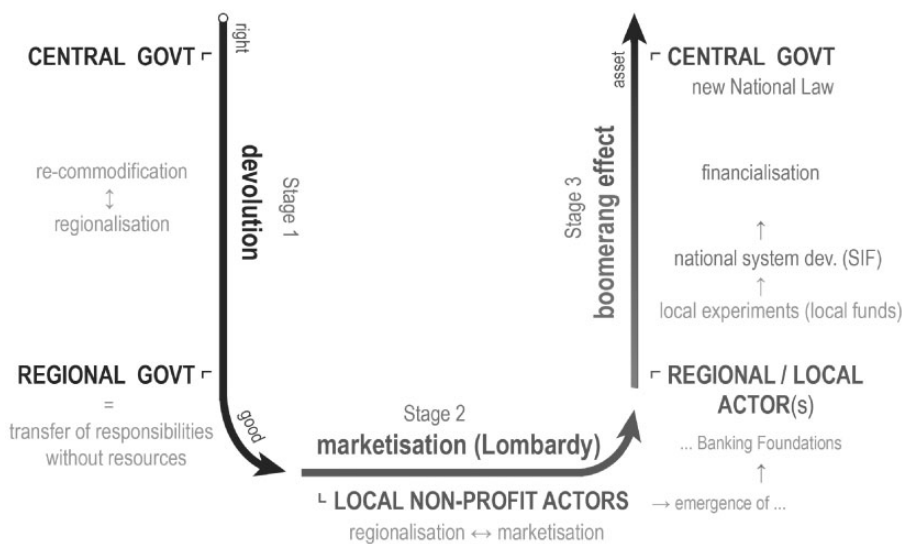 CENTRAL GOVT
re-commodification
↕
regionalisation
REGIONAL GOVT
=
transfer of responsibilities
without resources
right
devolution
Stage 1
good
Stage 2
marketisation (Lombardy)
LOCAL NON-PROFIT ACTORS
regionalisation ↔ marketisation
→ emergence of ...
↑
... Banking Foundations
REGIONAL / LOCAL
ACTOR(s)
Stage 3
boomerang effect
asset
local experiments (local funds)
↑
national system dev. (SIF)
↑
financialisation
CENTRAL GOVT
new National Law